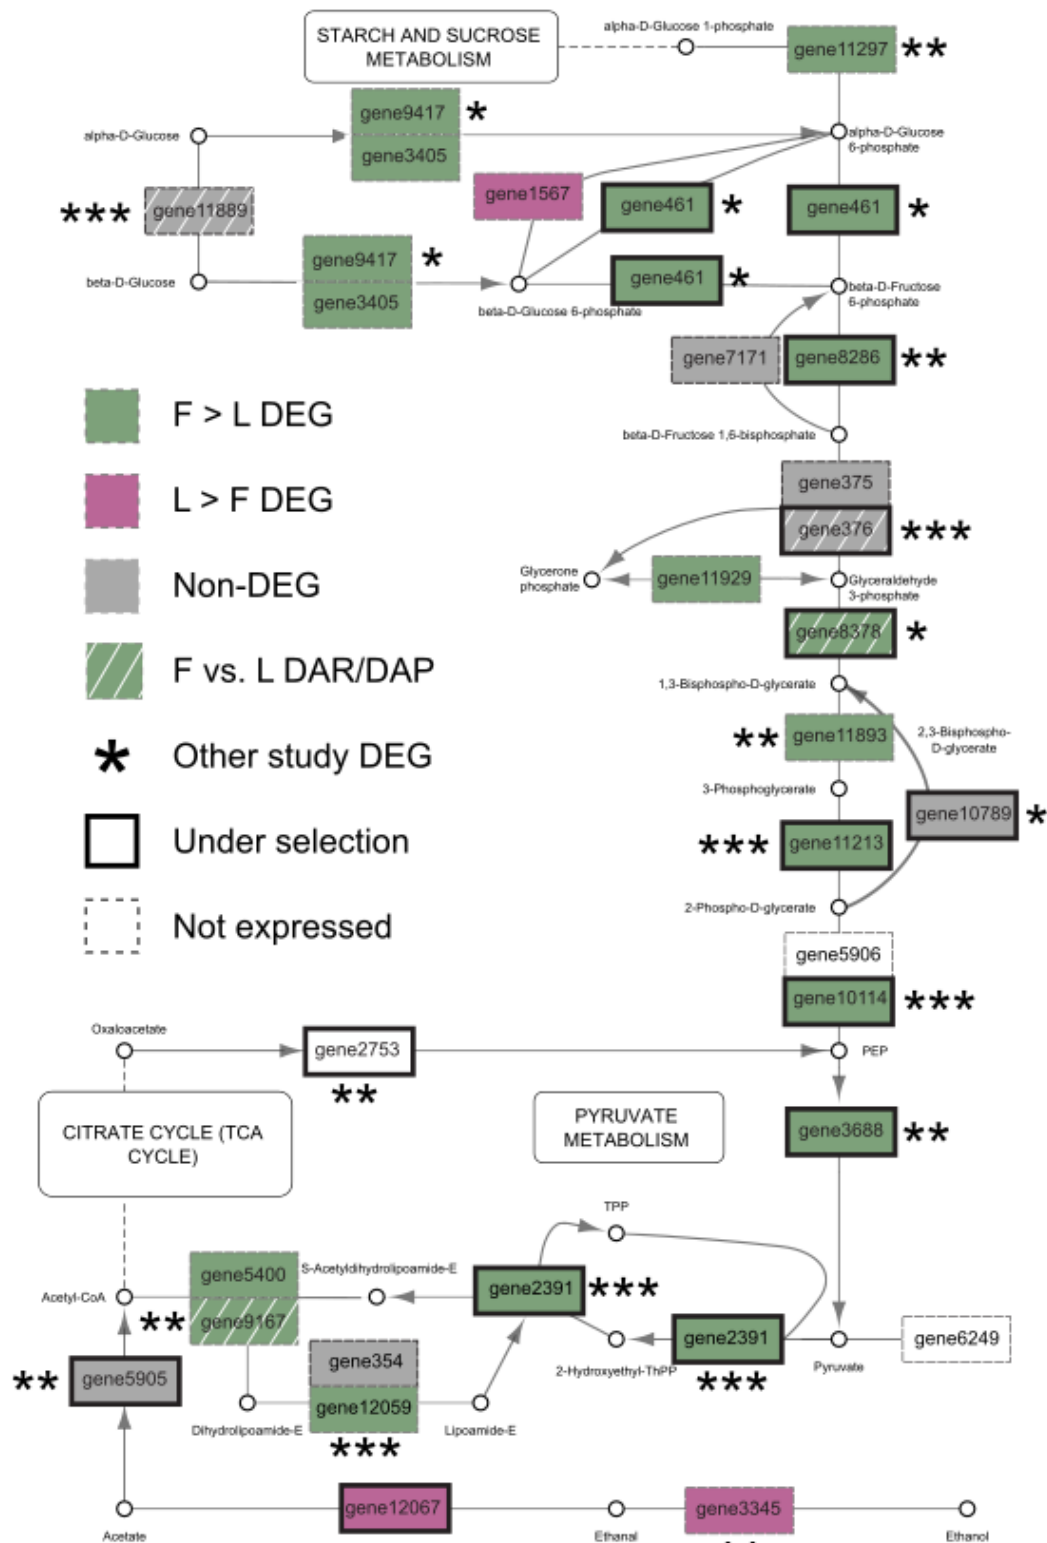 STARCH AND SUCROSE
METABOLISM
alpha-D-Glucose 1-phosphate
gene11297
**
alpha-D-Glucose
gene9417
*
gene3405
alpha-D-Glucose
6-phosphate
***
gene11889
gene1567
gene461
*
gene461
*
beta-D-Glucose
gene9417
*
gene3405
beta-D-Glucose 6-phosphate
gene461
*
beta-D-Fructose
6-phosphate
gene7171
gene8286
**
beta-D-Fructose 1,6-bisphosphate
F > L DEG
L > F DEG
Non-DEG
F vs. L DAR/DAP
* Other study DEG
Under selection
Not expressed
gene375
gene376
***
Glycerone
phosphate
gene11929
Glyceraldehyde
3-phosphate
gene8378
*
1,3-Bisphospho-D-glycerate
**
gene11893
2,3-Bisphospho-
D-glycerate
3-Phosphoglycerate
gene10789
*
***
gene11213
2-Phospho-D-glycerate
gene5906
gene10114
***
Oxaloacetate
gene2753
**
PEP
CITRATE CYCLE (TCA
CYCLE)
PYRUVATE
METABOLISM
gene3688
**
TPP
gene5400
S-Acetyldihydrolipoamide-E
gene2391
***
Acetyl-CoA
**
gene9167
gene2391
***
2-Hydroxyethyl-ThPP
Pyruvate
gene6249
**
gene5905
gene354
gene12059
***
Dihydrolipoamide-E
Lipoamide-E
gene12067
gene3345
Acetate
Ethanal
Ethanol